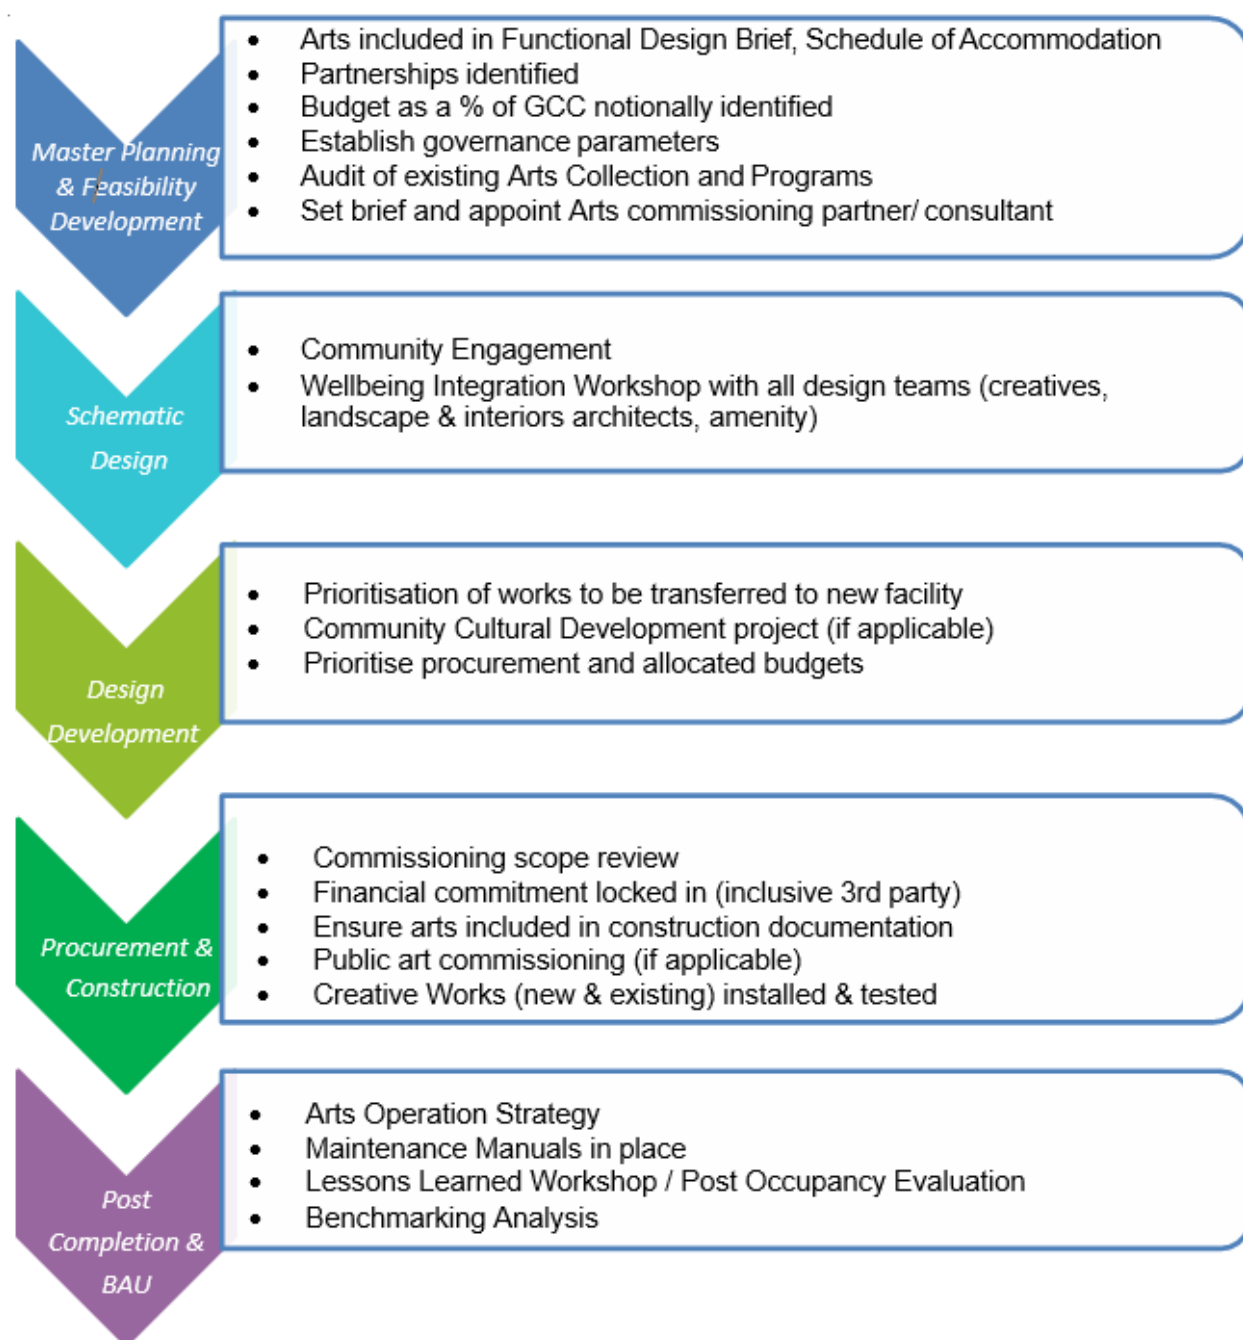 Master Planning
& Feasibility
Development
• Arts included in Functional Design Brief, Schedule of Accommodation
• Partnerships identified
• Budget as a % of GCC notionally identified
• Establish governance parameters
• Audit of existing Arts Collection and Programs
• Set brief and appoint Arts commissioning partner/ consultant
Schematic
Design
• Community Engagement
• Wellbeing Integration Workshop with all design teams (creatives,
landscape & interiors architects, amenity)
Design
Development
• Prioritisation of works to be transferred to new facility
• Community Cultural Development project (if applicable)
• Prioritise procurement and allocated budgets
Procurement &
Construction
• Commissioning scope review
• Financial commitment locked in (inclusive 3rd party)
• Ensure arts included in construction documentation
• Public art commissioning (if applicable)
• Creative Works (new & existing) installed & tested
Post
Completion &
BAU
• Arts Operation Strategy
• Maintenance Manuals in place
• Lessons Learned Workshop / Post Occupancy Evaluation
• Benchmarking Analysis